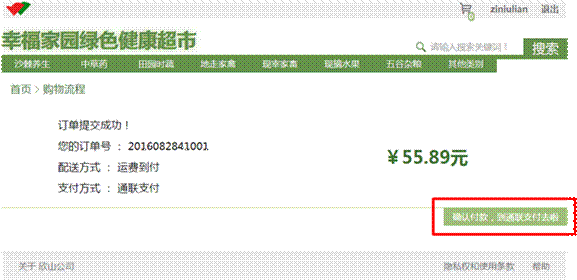 0 ziniulian 退出
幸福家园绿色健康超市
请输入搜索关键词！ 搜索
沙棘养生 中草药 田园时蔬 地走家禽 现宰家畜 现摘水果 五谷杂粮 其他类别
首页 > 购物流程
订单提交成功！
您的订单号 ： 2016082841001
配送方式 ： 运费到付
支付方式 ： 通联支付
￥55.89元
确认付款，到通联支付去啦
关于 欣山公司 隐私权和使用条款 帮助